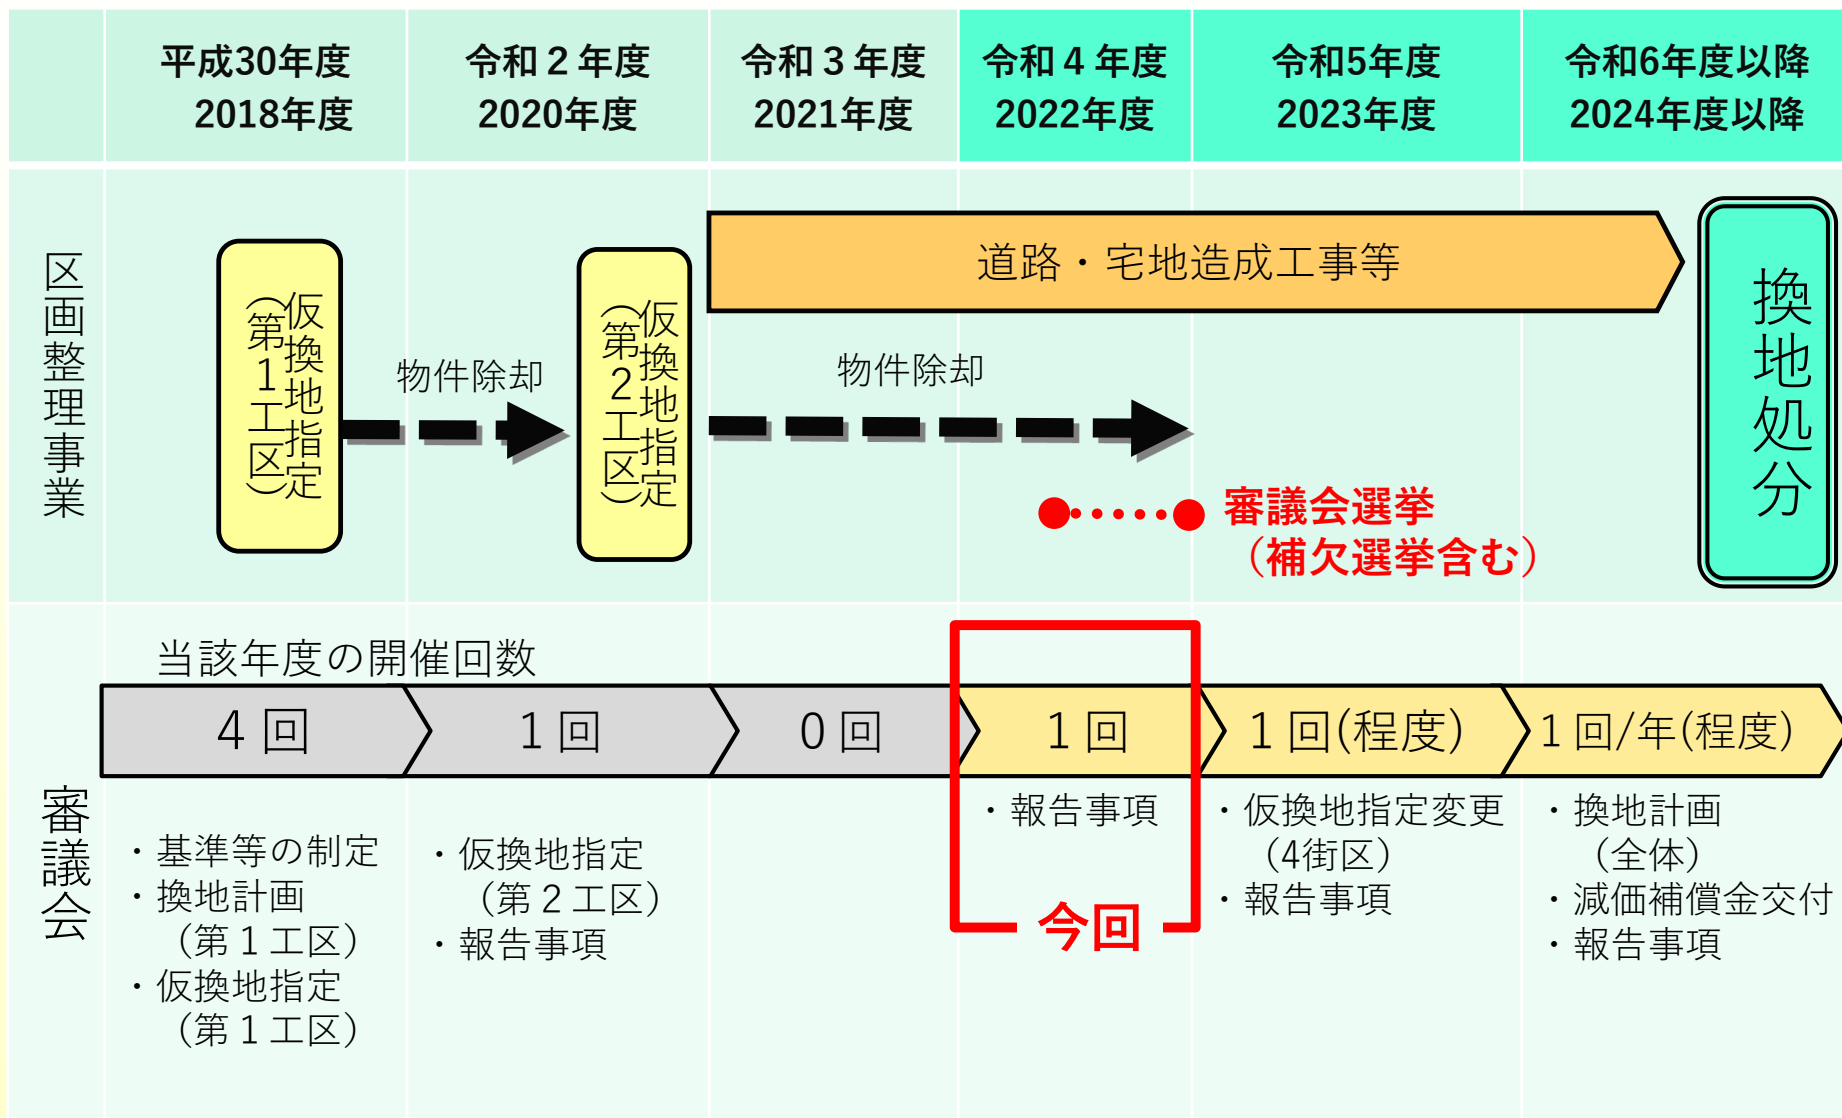 平成30年度
2018年度
令和２年度
2020年度
令和３年度
2021年度
令和４年度
2022年度
令和5年度
2023年度
令和6年度以降
2024年度以降
区画整理事業
仮換地指定
（第１工区）
物件除却
仮換地指定
（第２工区）
道路・宅地造成工事等
物件除却
審議会選挙
（補欠選挙含む）
換地処分
審議会
当該年度の開催回数
４回
１回
０回
１回
１回(程度)
１回/年(程度)
・基準等の制定
・換地計画
（第１工区）
・仮換地指定
（第１工区）
・仮換地指定
（第２工区）
・報告事項
・報告事項
今回
・仮換地指定変更
（4街区）
・報告事項
・換地計画
（全体）
・減価補償金交付
・報告事項